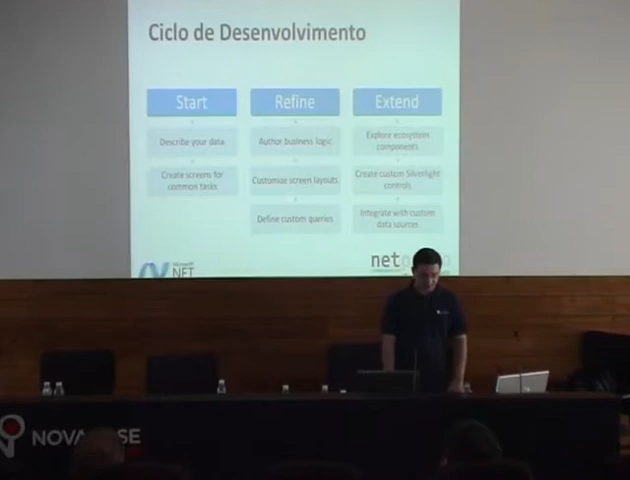 Ciclo de Desenvolvimento
Start
Describe your data
Create screens for
common tasks
Refine
Author business logic
Customize screen layouts
Define custom queries
Extend
Explore ecosystem
components
Create custom Silverlight
controls
Integrate with custom
data sources
Microsoft
.NET
net
NOVA SE